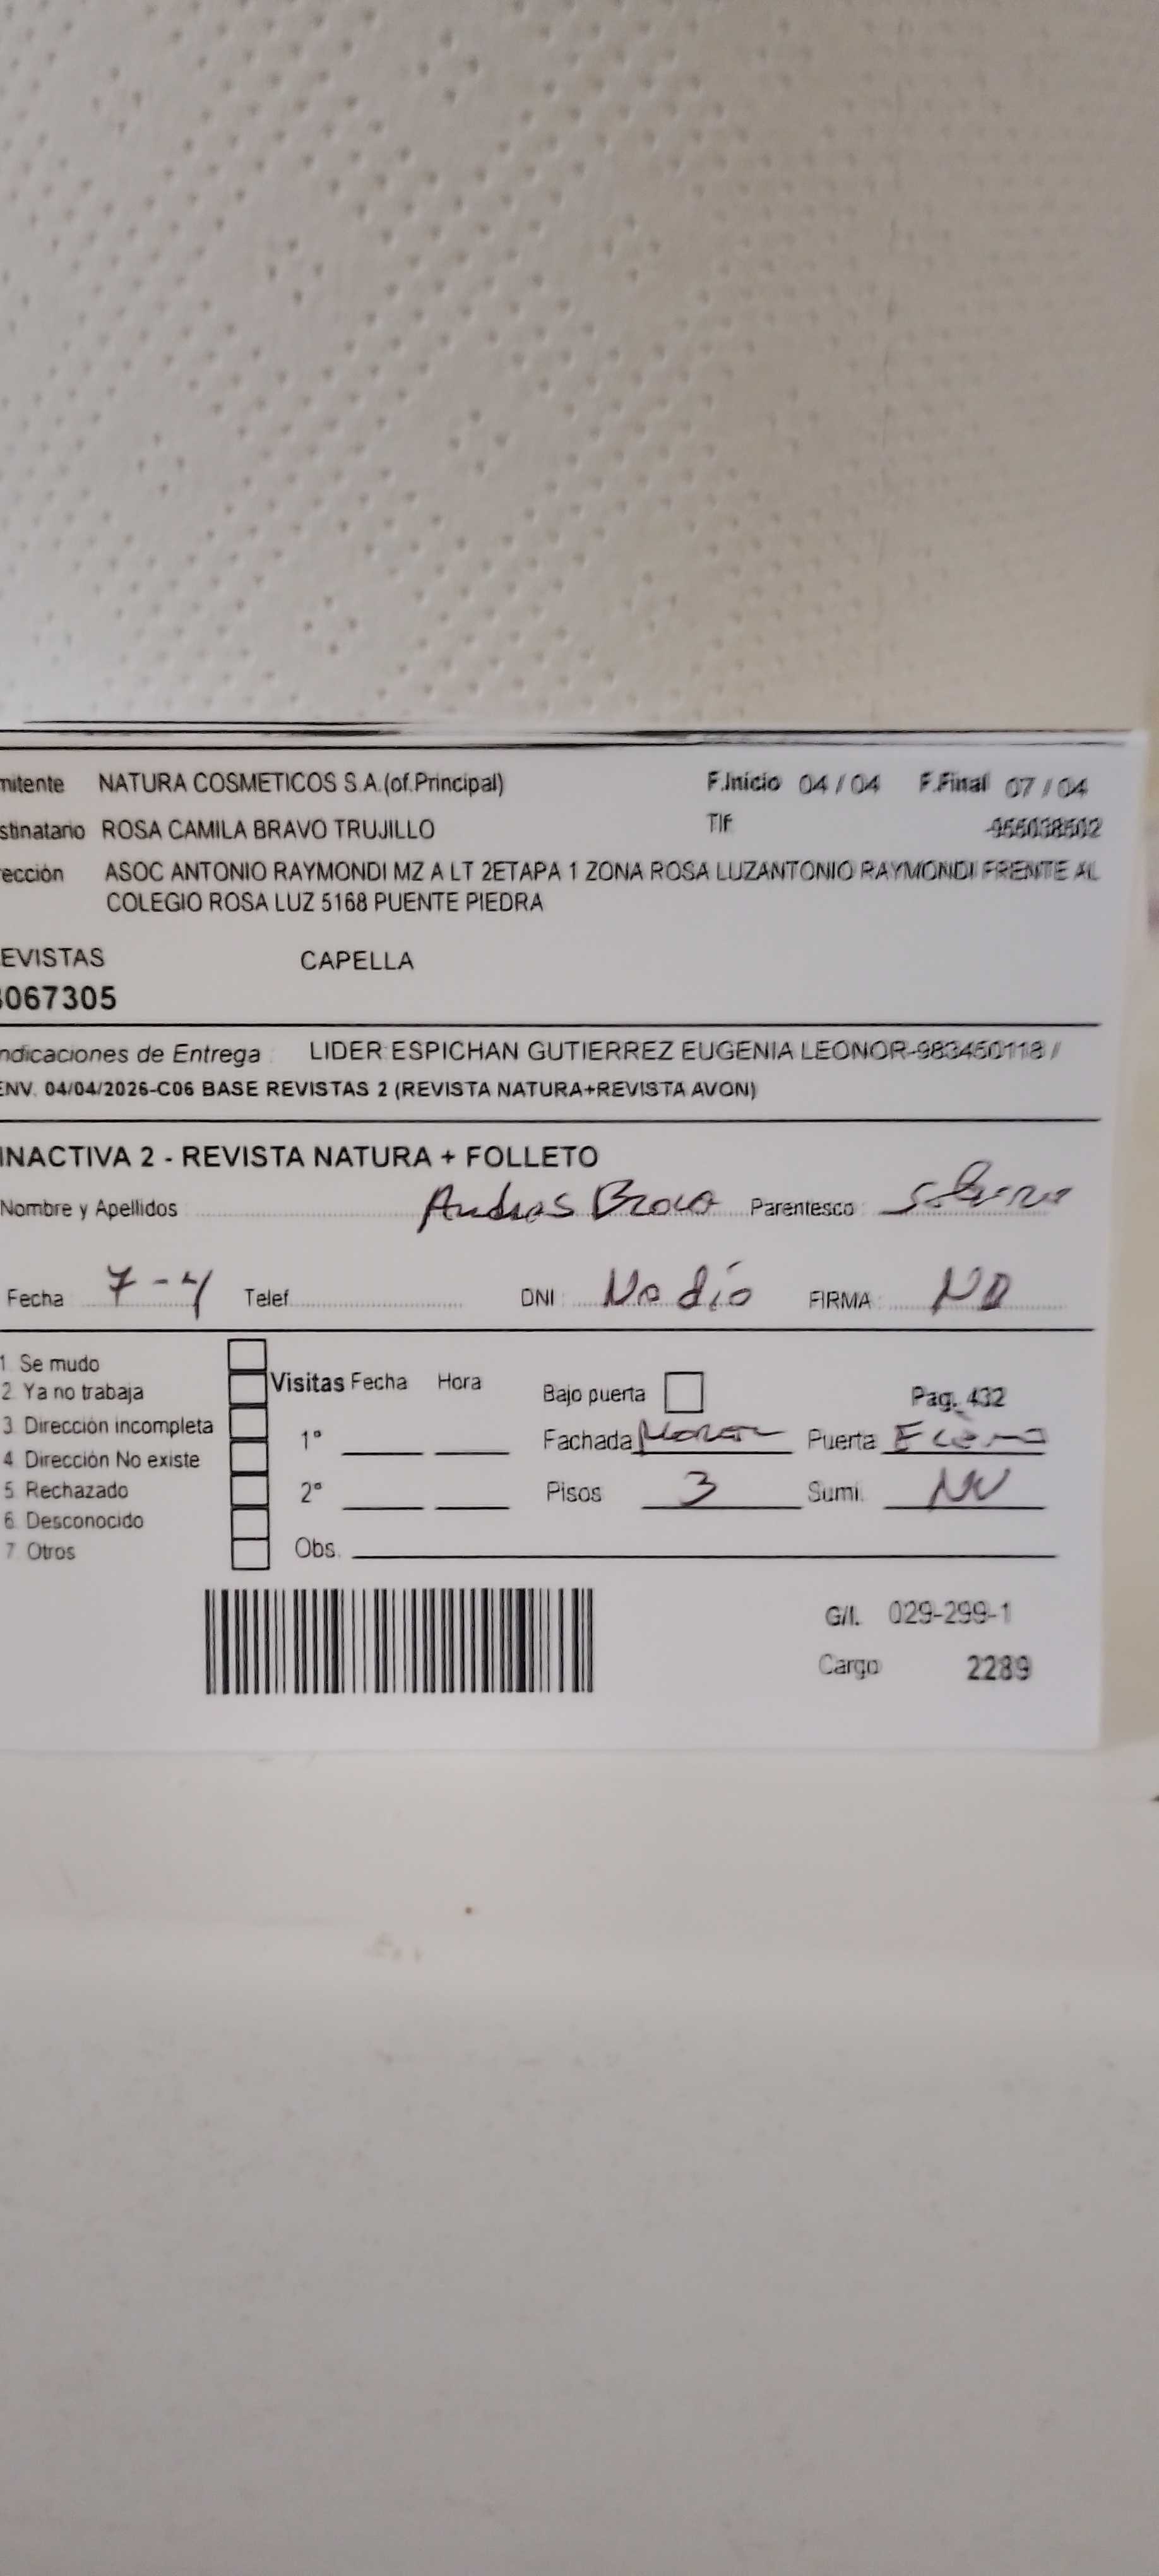 mitente NATURA COSMETICOS S.A.(of.Principal) F.Inicio 04 / 04 F.Final 07 / 04
stinatario ROSA CAMILA BRAVO TRUJILLO Tlf
ección ASOC ANTONIO RAYMONDI MZ A LT 2ETAPA 1 ZONA ROSA LUZANTONIO RAYMONDI FRENTE AL
COLEGIO ROSA LUZ 5168 PUENTE PIEDRA
EVISTAS CAPELLA
067305
ndicaciones de Entrega LIDER ESPICHAN GUTIERREZ EUGENIA LEONOR-983450118 /
ENV. 04/04/2026-C06 BASE REVISTAS 2 (REVISTA NATURA+REVISTA AVON)
INACTIVA 2 - REVISTA NATURA + FOLLETO
Nombre y Apellidos Parentesco
Fecha 7-4 Telef. DNI No dío FIRMA NO
1 Se mudo
2 Ya no trabaja Visitas Fecha Hora Bajo puerta Pag. 432
3 Dirección incompleta 1° Fachada Puerta
4 Dirección No existe
5 Rechazado 2° Pisos 3 Sumi.
6 Desconocido
7 Otros Obs.
G/I. 029-299-1
Cargo 2289